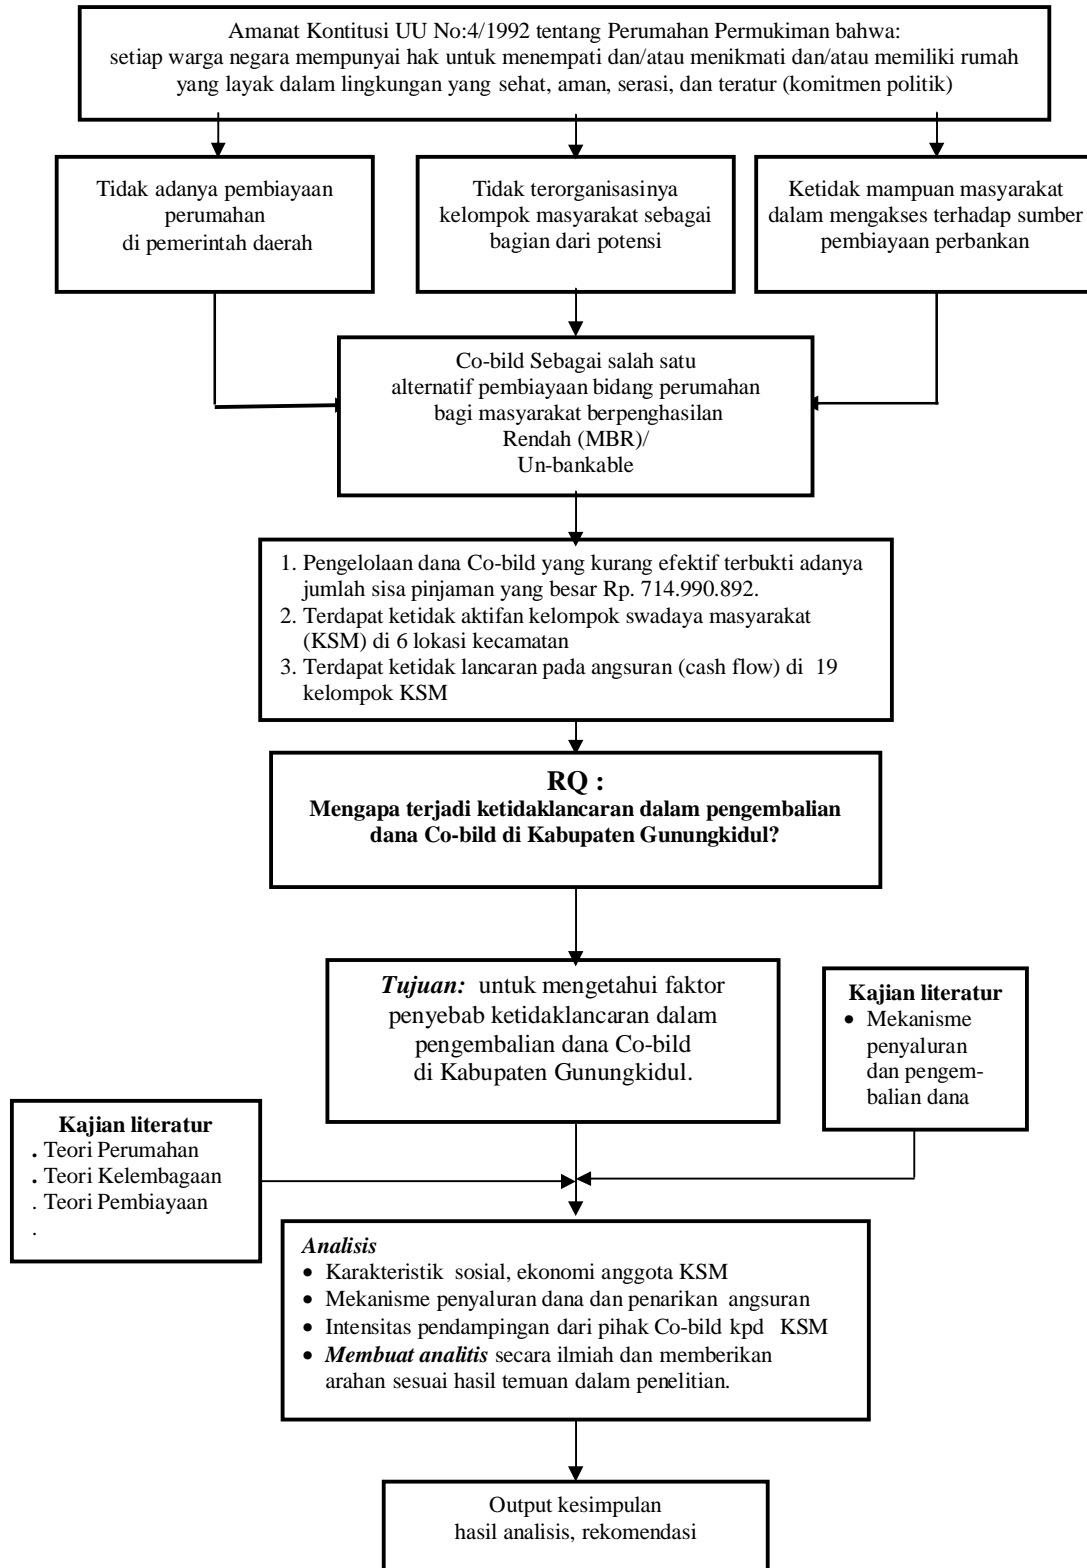 Amanat Kontitusi UU No:4/1992 tentang Perumahan Permukiman bahwa:
setiap warga negara mempunyai hak untuk menempati dan/atau menikmati dan/atau memiliki rumah
yang layak dalam lingkungan yang sehat, aman, serasi, dan teratur (komitmen politik)
Tidak adanya pembiayaan
perumahan
di pemerintah daerah
Tidak terorganisasinya
kelompok masyarakat sebagai
bagian dari potensi
Ketidak mampuan masyarakat
dalam mengakses terhadap sumber
pembiayaan perbankan
Co-bild Sebagai salah satu
alternatif pembiayaan bidang perumahan
bagi masyarakat berpenghasilan
Rendah (MBR)/
Un-bankable
1. Pengelolaan dana Co-bild yang kurang efektif terbukti adanya
jumlah sisa pinjaman yang besar Rp. 714.990.892.
2. Terdapat ketidak aktifan kelompok swadaya masyarakat
(KSM) di 6 lokasi kecamatan
3. Terdapat ketidak lancaran pada angsuran (cash flow) di 19
kelompok KSM
RQ :
Mengapa terjadi ketidaklancaran dalam pengembalian
dana Co-bild di Kabupaten Gunungkidul?
Tujuan: untuk mengetahui faktor
penyebab ketidaklancaran dalam
pengembalian dana Co-bild
di Kabupaten Gunungkidul.
Kajian literatur
• Mekanisme
penyaluran
dan pengem-
balian dana
Kajian literatur
. Teori Perumahan
. Teori Kelembagaan
. Teori Pembiayaan
.
Analisis
• Karakteristik sosial, ekonomi anggota KSM
• Mekanisme penyaluran dana dan penarikan angsuran
• Intensitas pendampingan dari pihak Co-bild kpd KSM
• Membuat analitis secara ilmiah dan memberikan
arahan sesuai hasil temuan dalam penelitian.
Output kesimpulan
hasil analisis, rekomendasi